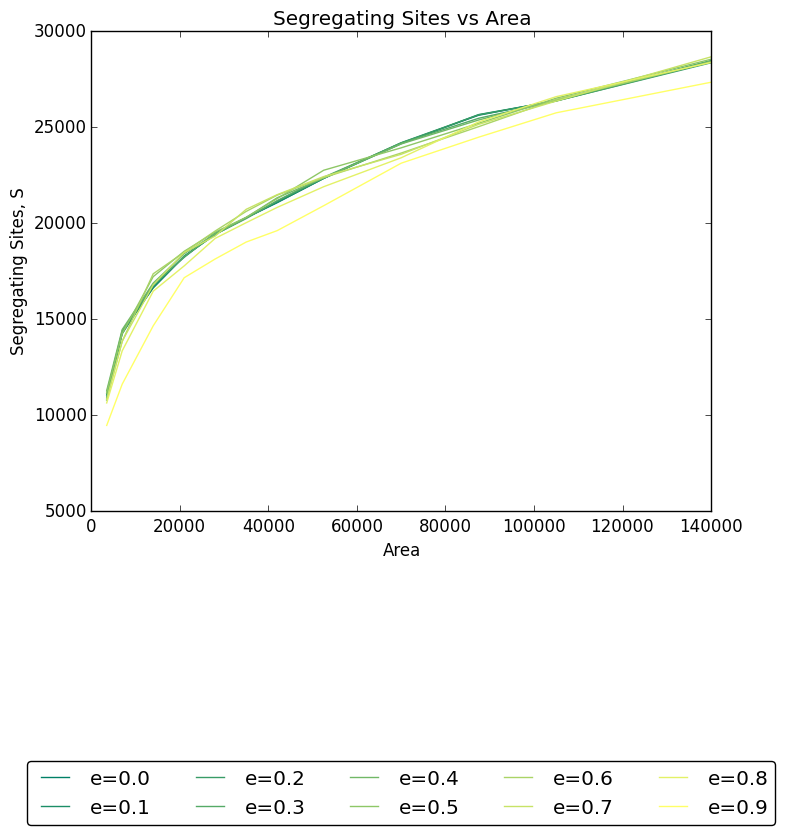 Segregating Sites vs Area
30000
25000
20000
15000
10000
5000
Segregating Sites, S
0 20000 40000 60000 80000 100000 120000 140000
Area
e=0.0 e=0.2 e=0.4 e=0.6 e=0.8
e=0.1 e=0.3 e=0.5 e=0.7 e=0.9